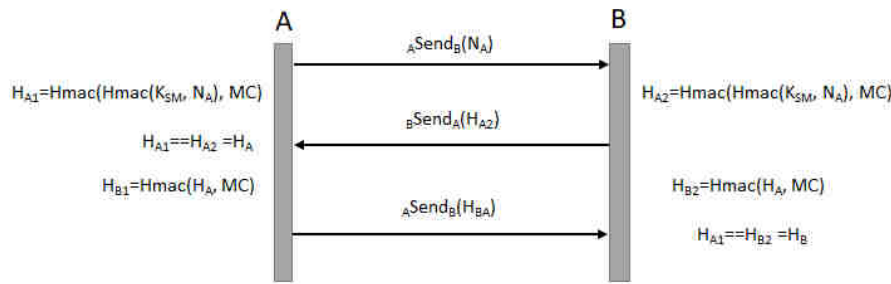 A B
ASendB(NA)
HA1=Hmac(Hmac(KSM, NA), MC) HA2=Hmac(Hmac(KSM, NA), MC)
BSendA(HA2)
HA1==HA2 =HA
HB1=Hmac(HA, MC) HB2=Hmac(HA, MC)
ASendB(HBA)
HA1==HB2 =HB